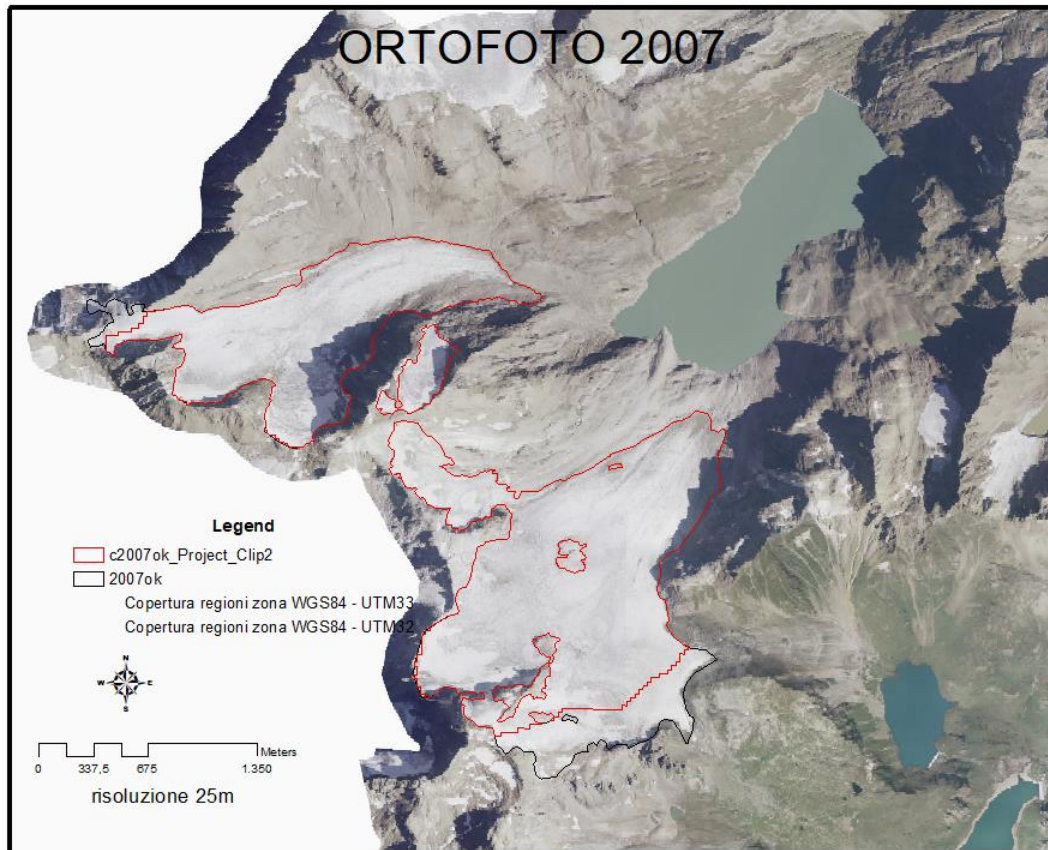 ORTOFOTO 2007
Legend
c2007ok_Project_Clip2
2007ok
Copertura regioni zona WGS84 - UTM33
Copertura regioni zona WGS84 - UTM32
N
W E
S
Meters
0 337,5 675 1.350
risoluzione 25m